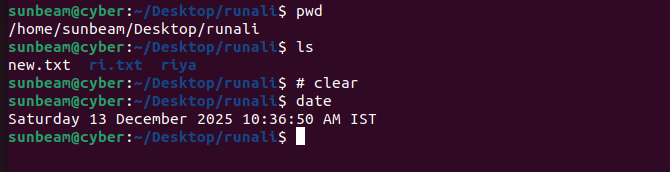 sunbeam@cyber:~/Desktop/runali$ pwd
/home/sunbeam/Desktop/runali
sunbeam@cyber:~/Desktop/runali$ ls
new.txt  ri.txt  riya
sunbeam@cyber:~/Desktop/runali$ # clear
sunbeam@cyber:~/Desktop/runali$ date
Saturday 13 December 2025 10:36:50 AM IST
sunbeam@cyber:~/Desktop/runali$